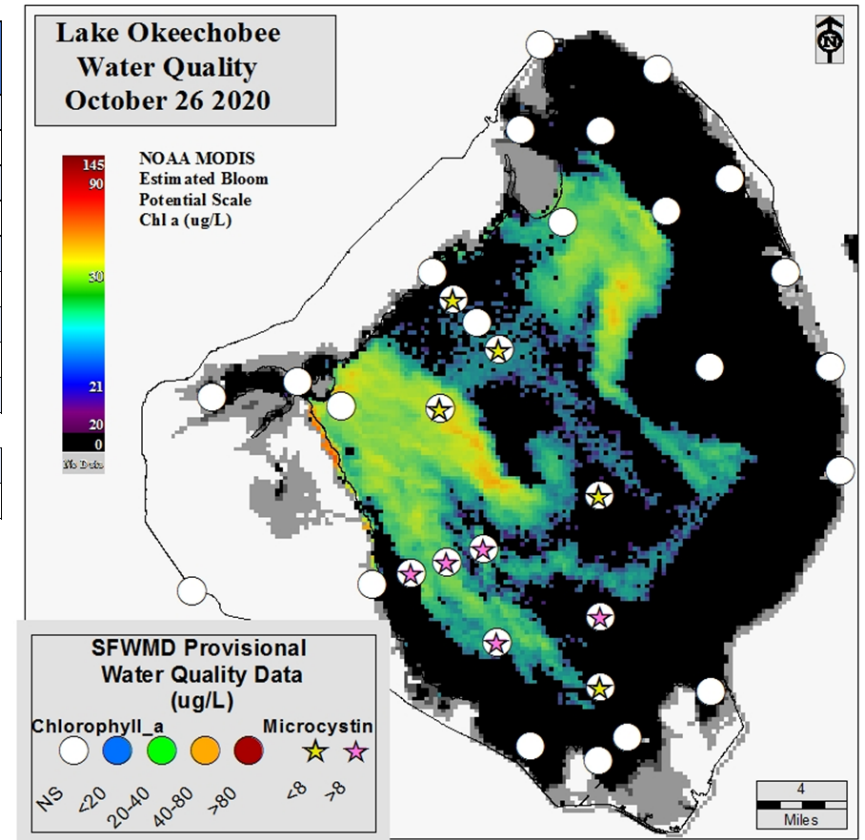 Lake Okeechobee
Water Quality
October 26 2020
N
NOAA MODIS
Estimated Bloom
Potential Scale
Chl a (ug/L)
145
90
30
21
20
0
No Data
SFWMD Provisional
Water Quality Data
(ug/L)
Chlorophyll_a Microcystin
NS <20 20-40 40-80 >80 <8 >8
4
Miles